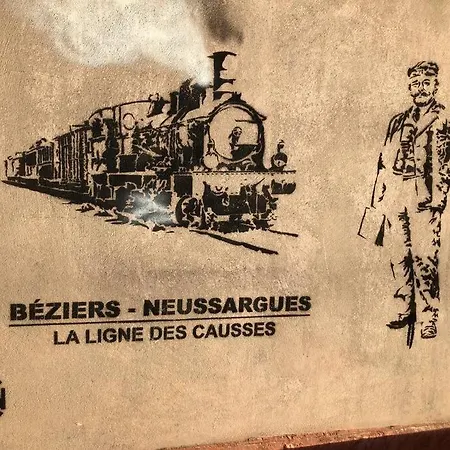 BÉZIERS - NEUSSARGUES
LA LIGNE DES CAUSSES